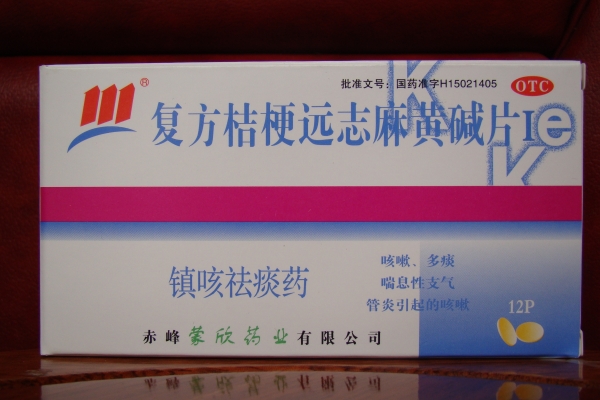 ®
批准文号：国药准字H15021405
OTC
复方桔梗远志麻黄碱片I
KeKe
镇咳祛痰药
咳嗽、多痰
喘息性支气
管炎引起的咳嗽
12P
赤峰蒙欣药业有限公司